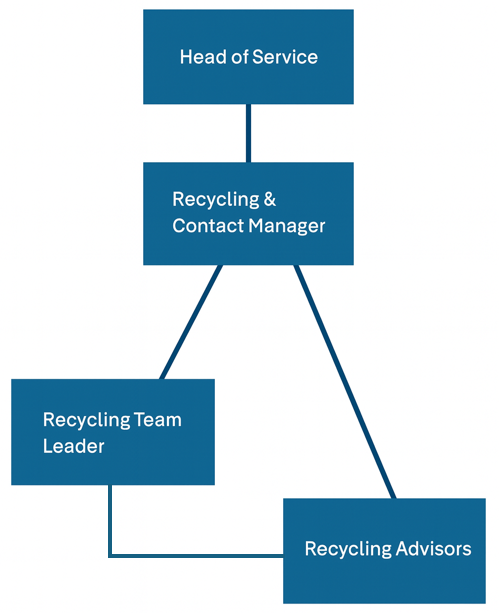 Head of Service
Recycling &
Contact Manager
Recycling Team
Leader
Recycling Advisors